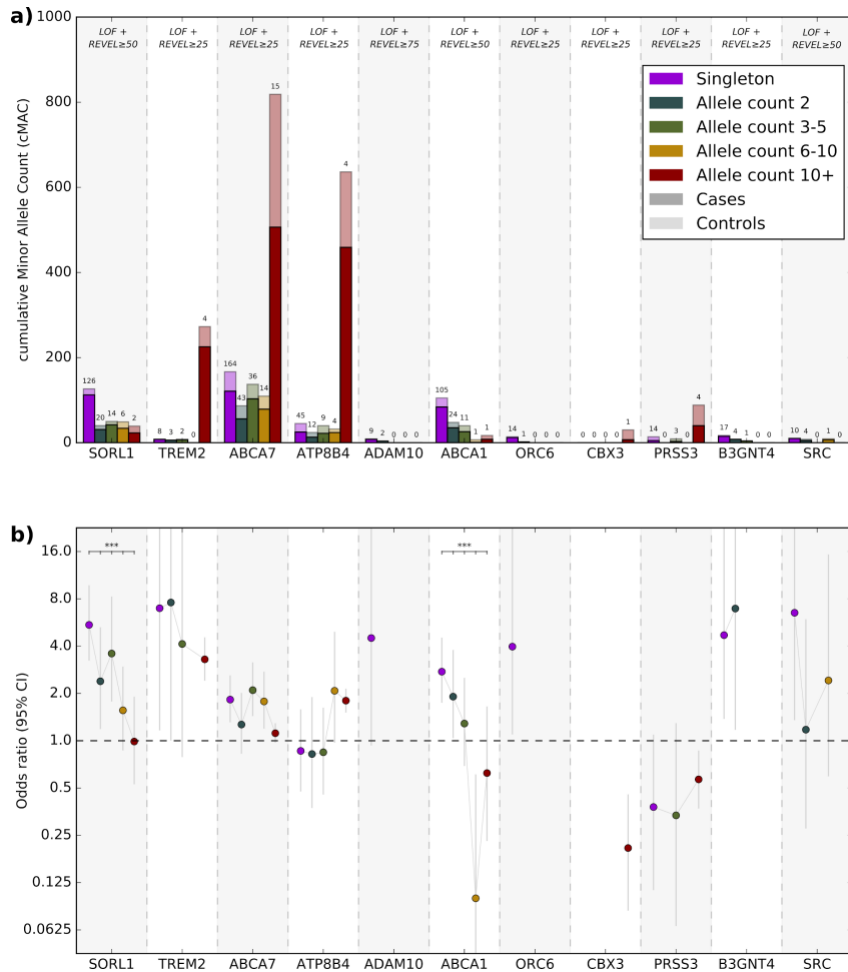 a)
1000
800
600
400
200
0
cumulative Minor Allele Count (cMAC)
LOF + LOF + LOF + LOF + LOF + LOF + LOF + LOF + LOF + LOF + LOF +
REVEL≥50 REVEL≥25 REVEL≥25 REVEL≥25 REVEL≥75 REVEL≥50 REVEL≥25 REVEL≥25 REVEL≥25 REVEL≥25 REVEL≥50
Singleton
Allele count 2
Allele count 3-5
Allele count 6-10
Allele count 10+
Cases
Controls
126 20 14 6 2
8 3 2 0 4
164 43 36 14 15
45 12 9 4 4
9 2 0 0 0
105 24 11 1 1
14 1 0 0 0
0 0 0 0 1
14 0 3 0 4
17 4 1 0 0
10 4 0 1 0
SORL1 TREM2 ABCA7 ATP8B4 ADAM10 ABCA1 ORC6 CBX3 PRSS3 B3GNT4 SRC
b)
16.0
8.0
4.0
2.0
1.0
0.5
0.25
0.125
0.0625
Odds ratio (95% CI)
*** ***
SORL1 TREM2 ABCA7 ATP8B4 ADAM10 ABCA1 ORC6 CBX3 PRSS3 B3GNT4 SRC